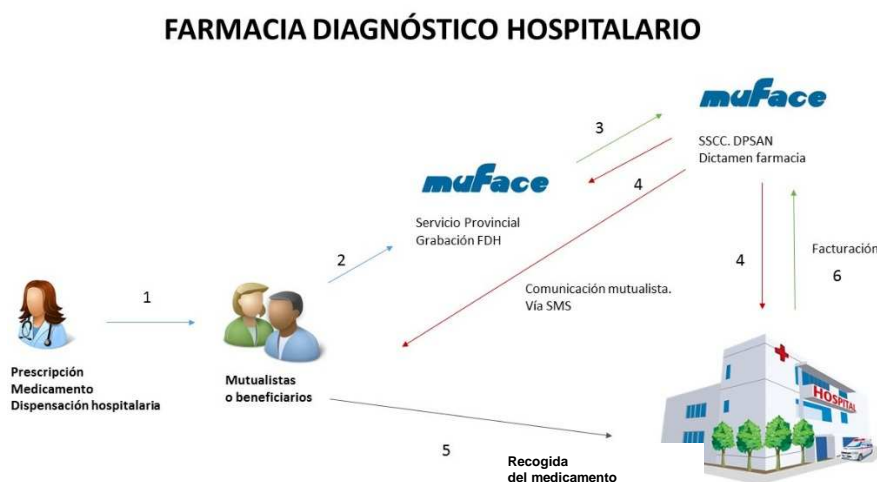 FARMACIA DIAGNÓSTICO HOSPITALARIO
muface
3
SSCC. DPSAN
Dictamen farmacia
muface
4
Servicio Provincial
Grabación FDH
2
Facturación
4
6
1
Comunicación mutualista.
Vía SMS
Prescripción
Medicamento
Dispensación hospitalaria
Mutualistas
o beneficiarios
HOSPITAL
5
Recogida
del medicamento